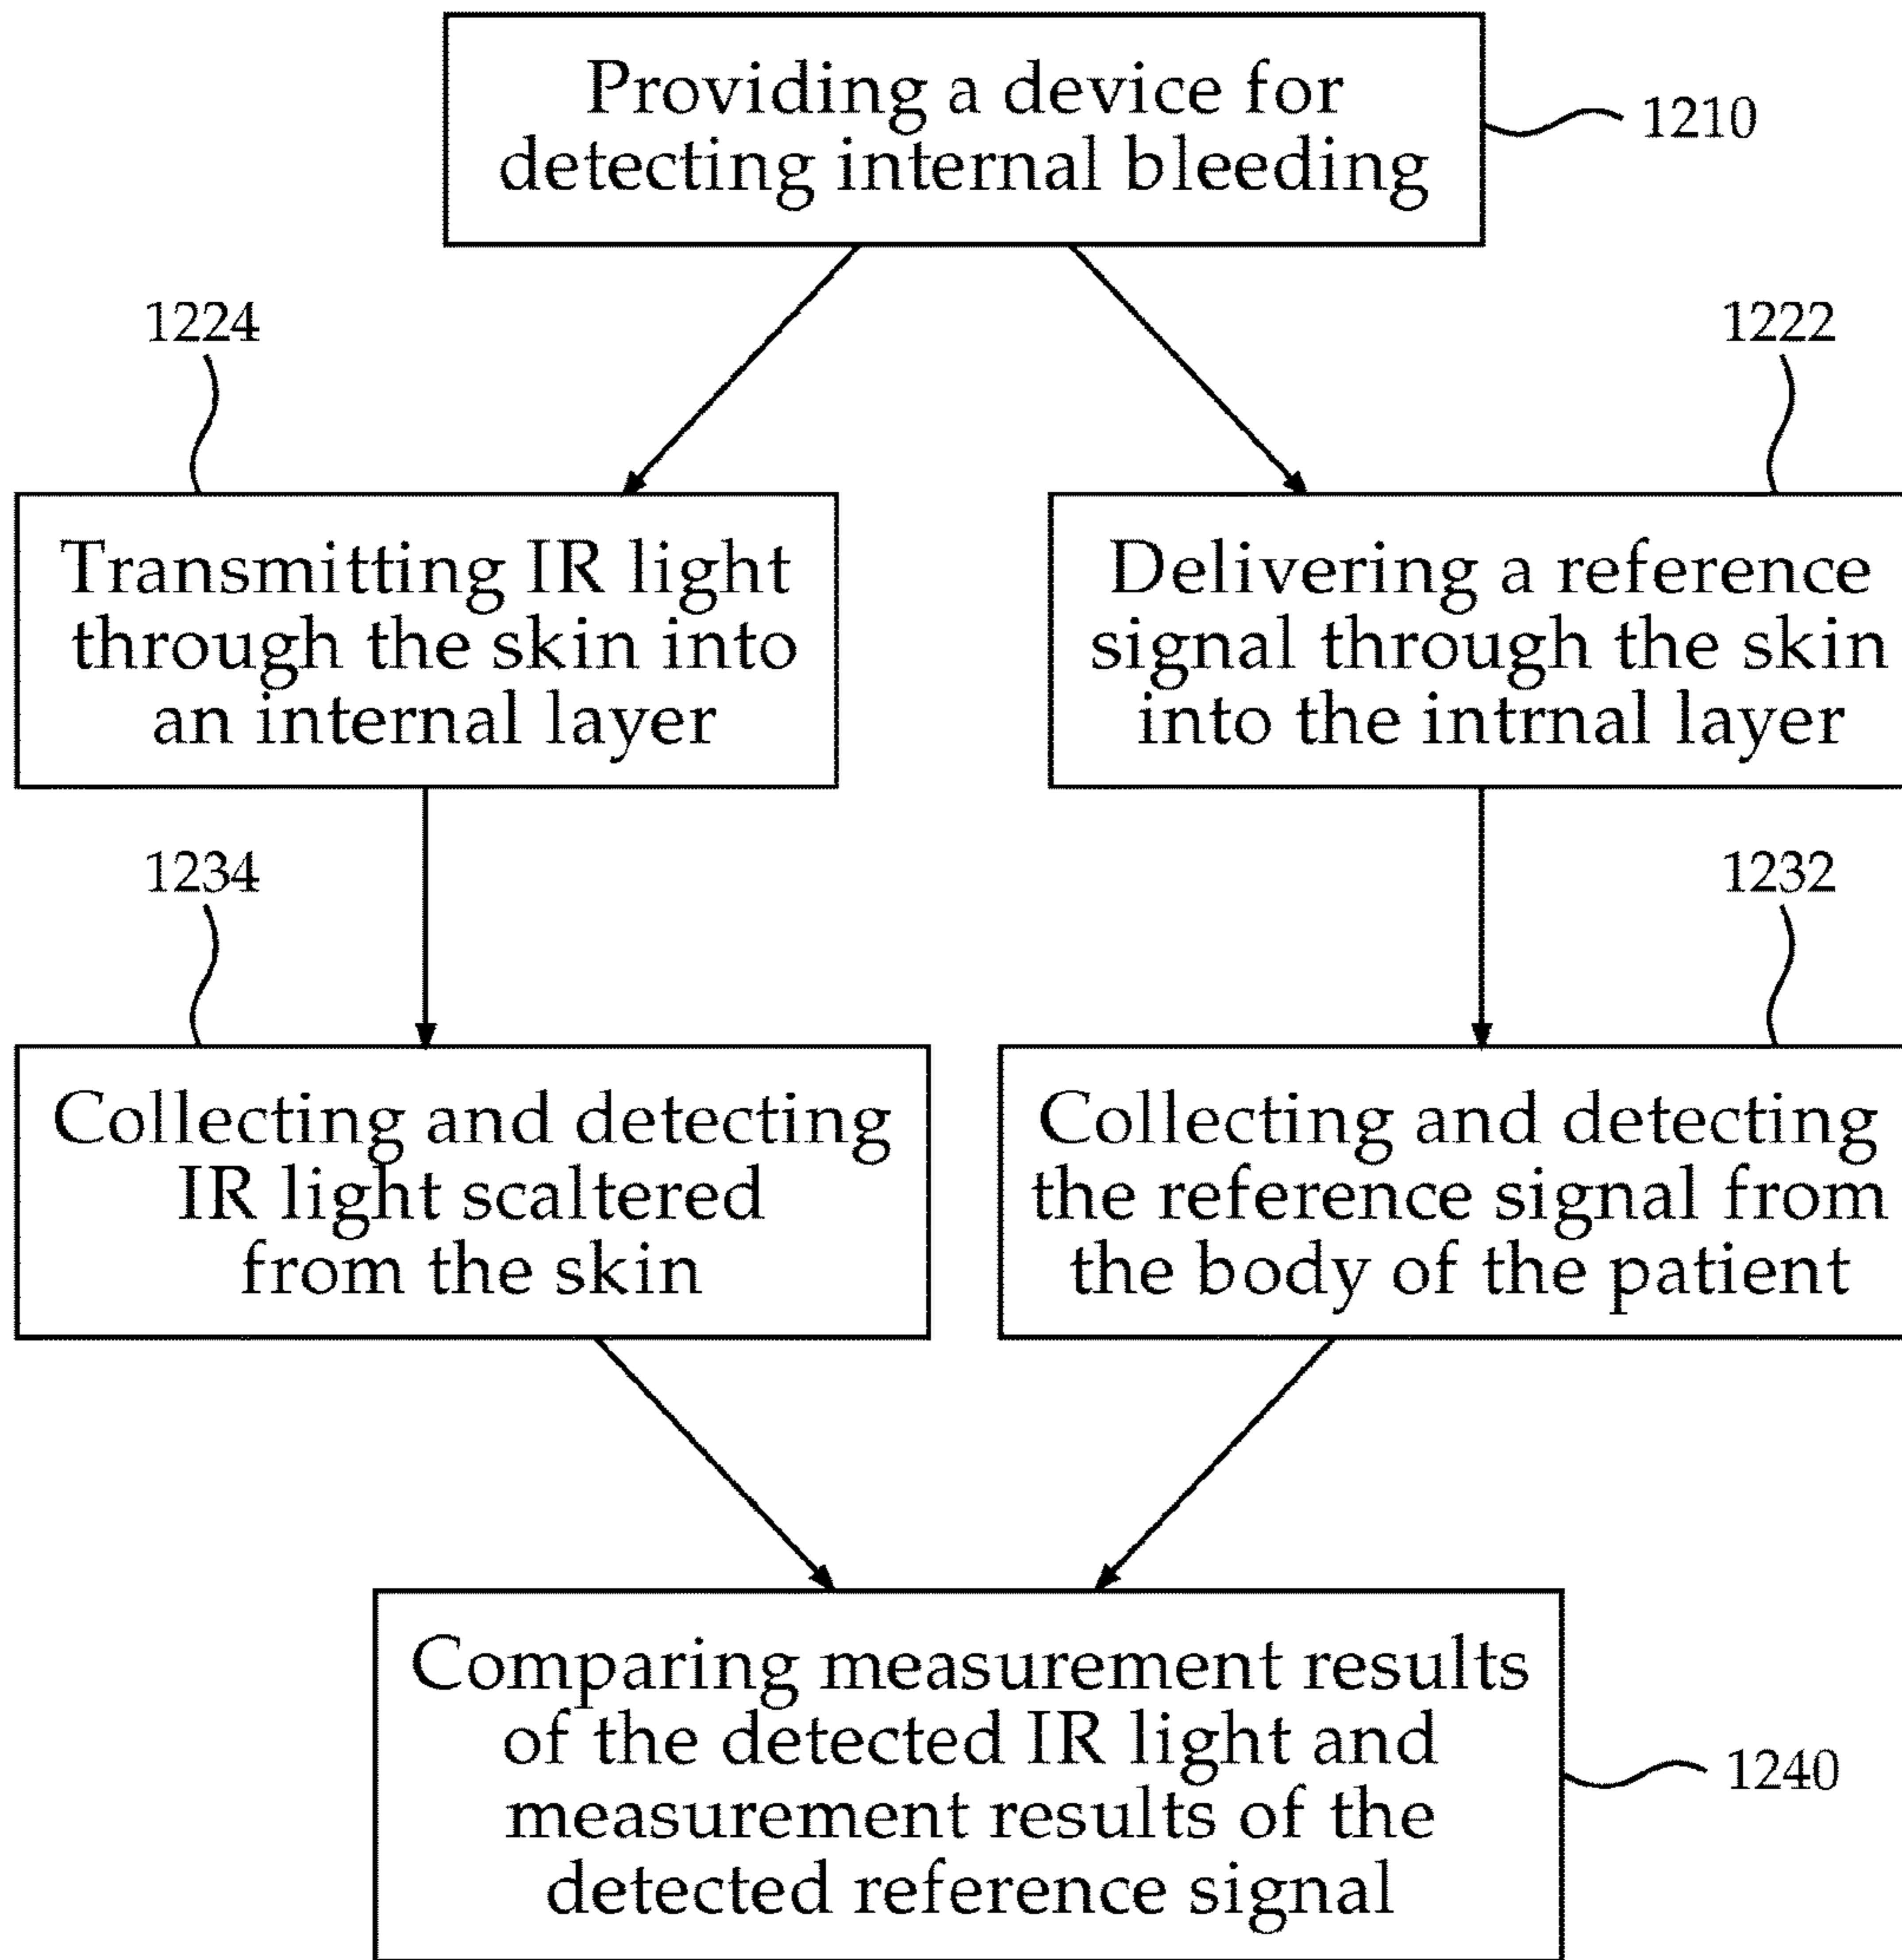 Providing a device for
detecting internal bleeding
1210
1224
1222
Transmitting IR light
through the skin into
an internal layer
Delivering a reference
signal through the skin
into the intrnal layer
1234
1232
Collecting and detecting
IR light scaltered
from the skin
Collecting and detecting
the reference signal from
the body of the patient
Comparing measurement results
of the detected IR light and
measurement results of the
detected reference signal
1240